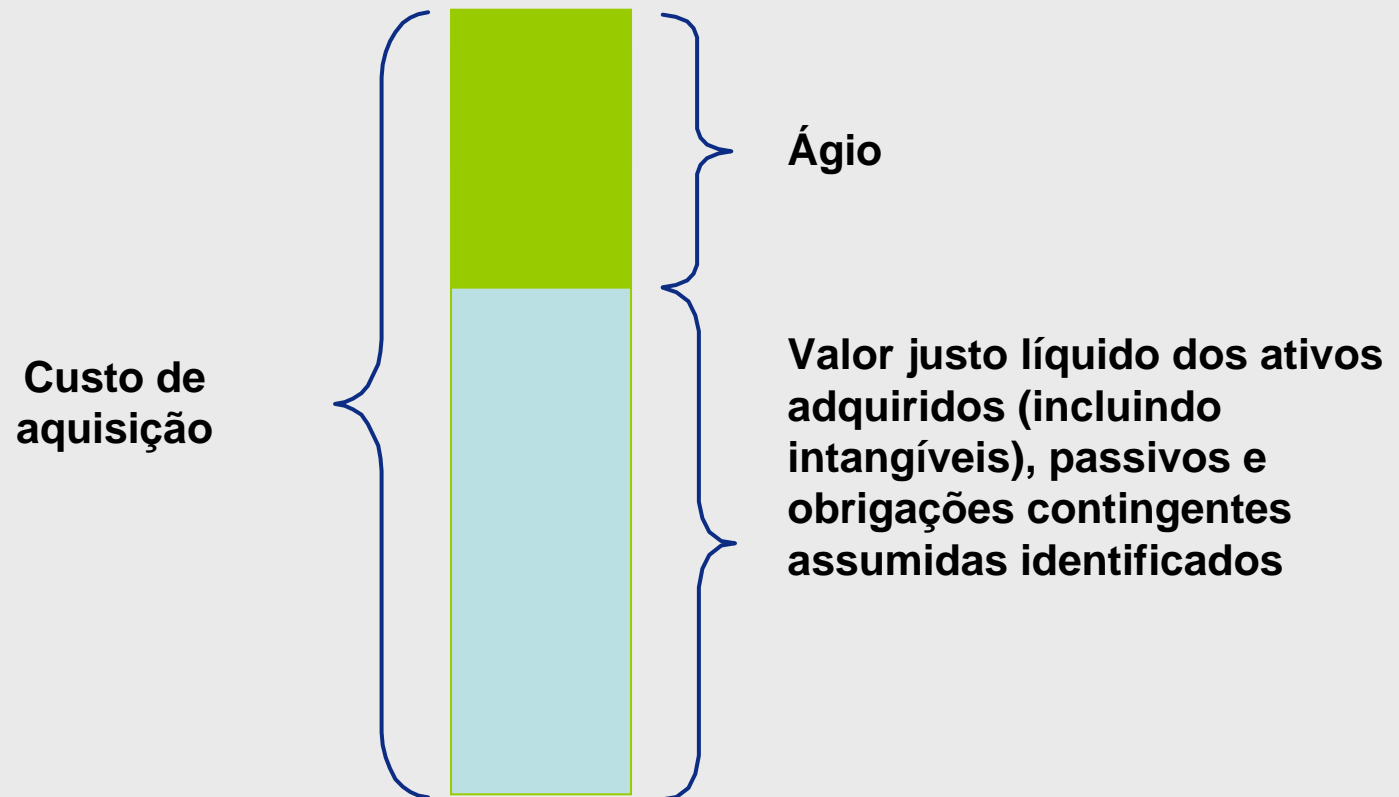 Ágio
Custo de
aquisição
Valor justo líquido dos ativos
adquiridos (incluindo
intangíveis), passivos e
obrigações contingentes
assumidas identificados